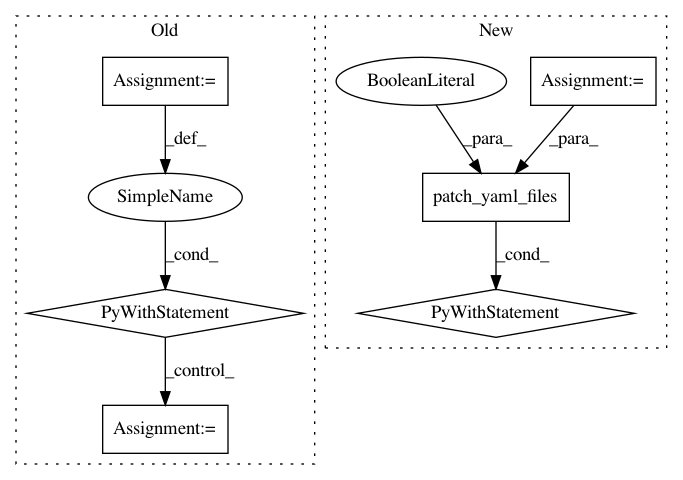 Old
New
Assignment:=
BooleanLiteral
Assignment:=
_def_
_para_
_para_
SimpleName
patch_yaml_files
_cond_
_cond_
PyWithStatement
PyWithStatement
_control_
Assignment:=